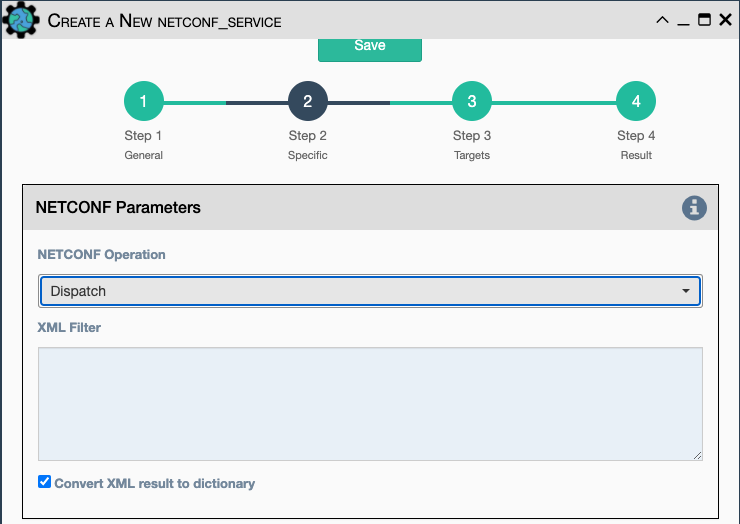 Create a New netconf_service
Save
1 2 3 4
Step 1 Step 2 Step 3 Step 4
General Specific Targets Result
NETCONF Parameters
NETCONF Operation
Dispatch
XML Filter
Convert XML result to dictionary